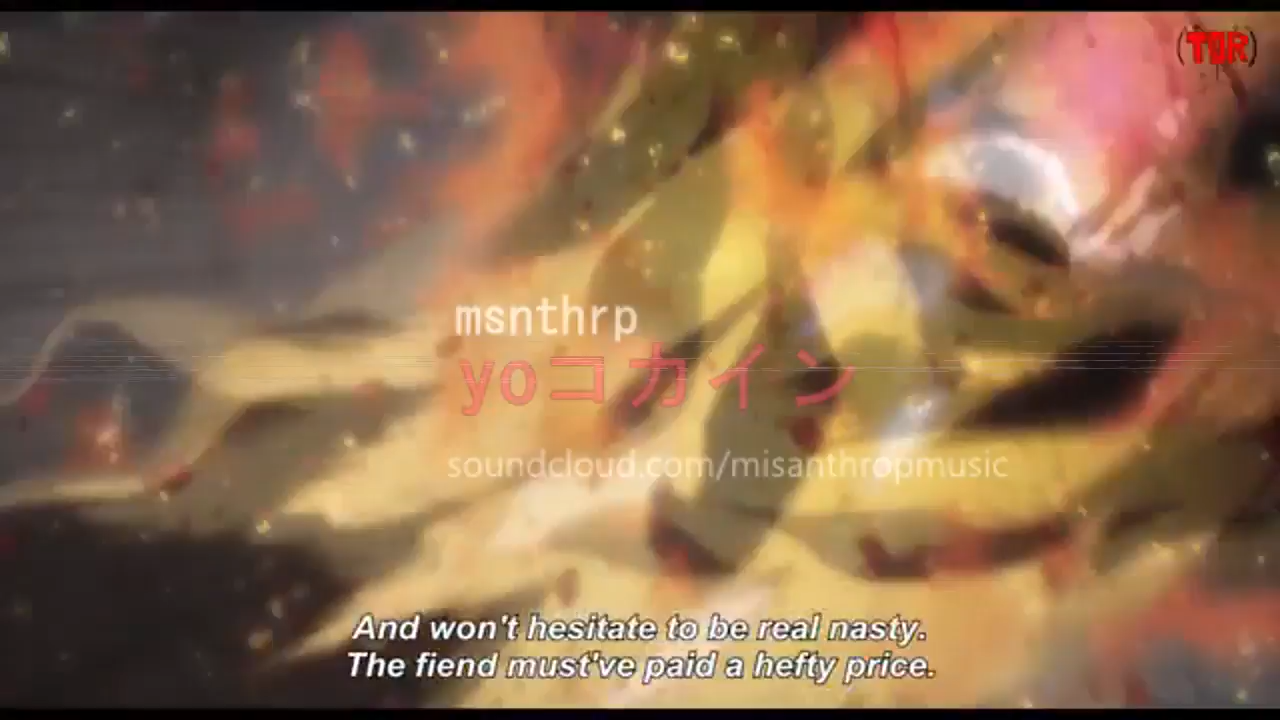 (TOR)
msnthrp
yoコカイン
soundcloud.com/misanthropmusic
And won't hesitate to be real nasty.
The fiend must've paid a hefty price.